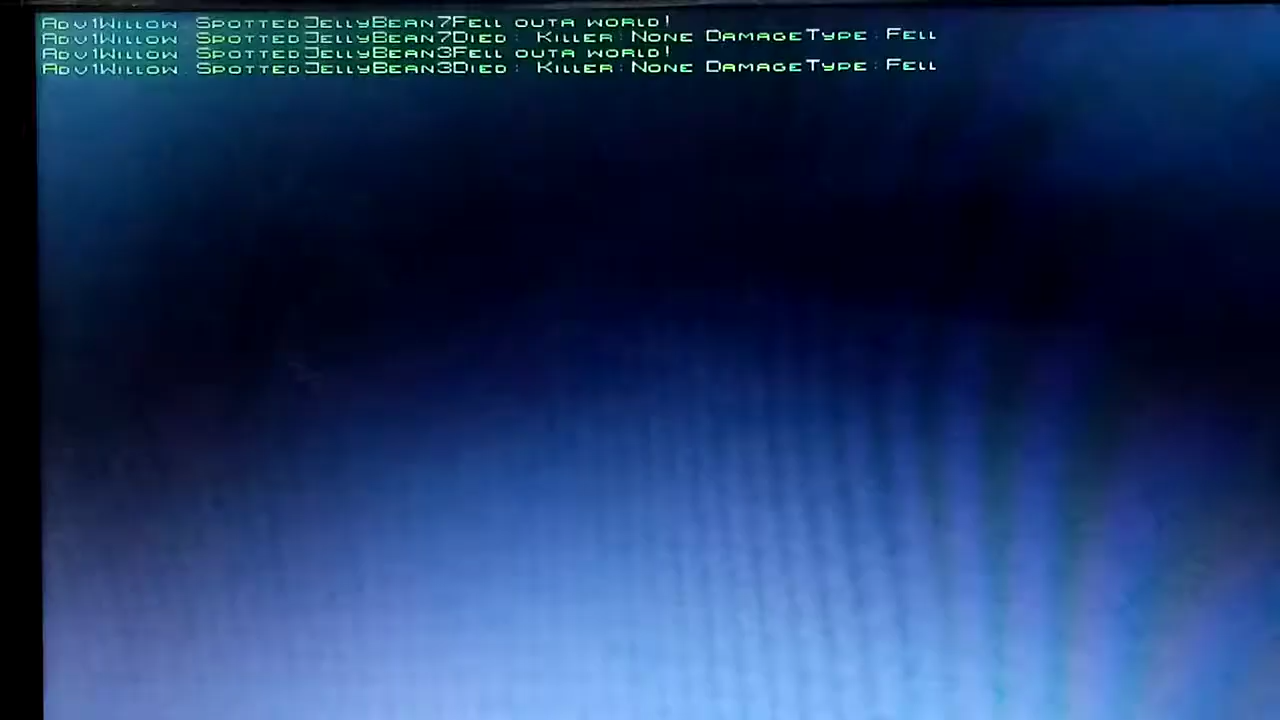 Adv1Willow SpottedJellyBean7Fell outa world!
Adv1Willow SpottedJellyBean7Died: Killer:None DamageType:Fell
Adv1Willow SpottedJellyBean3Fell outa world!
Adv1Willow SpottedJellyBean3Died: Killer:None DamageType:Fell